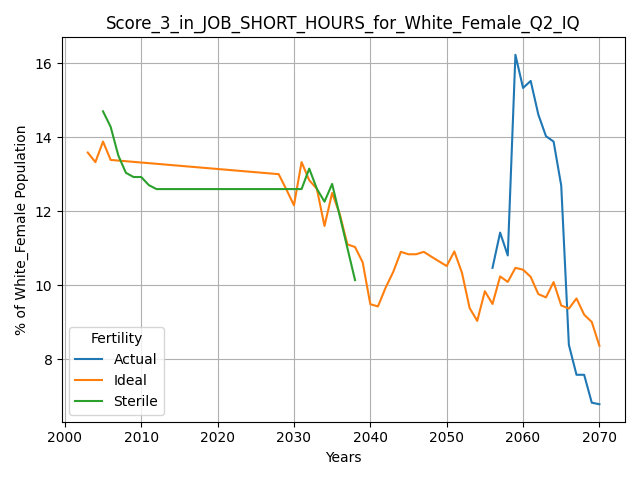 Score_3_in_JOB_SHORT_HOURS_for_White_Female_Q2_IQ
% of White_Female Population
16
14
12
10
8
Fertility
Actual
Ideal
Sterile
2000 2010 2020 2030 2040 2050 2060 2070
Years